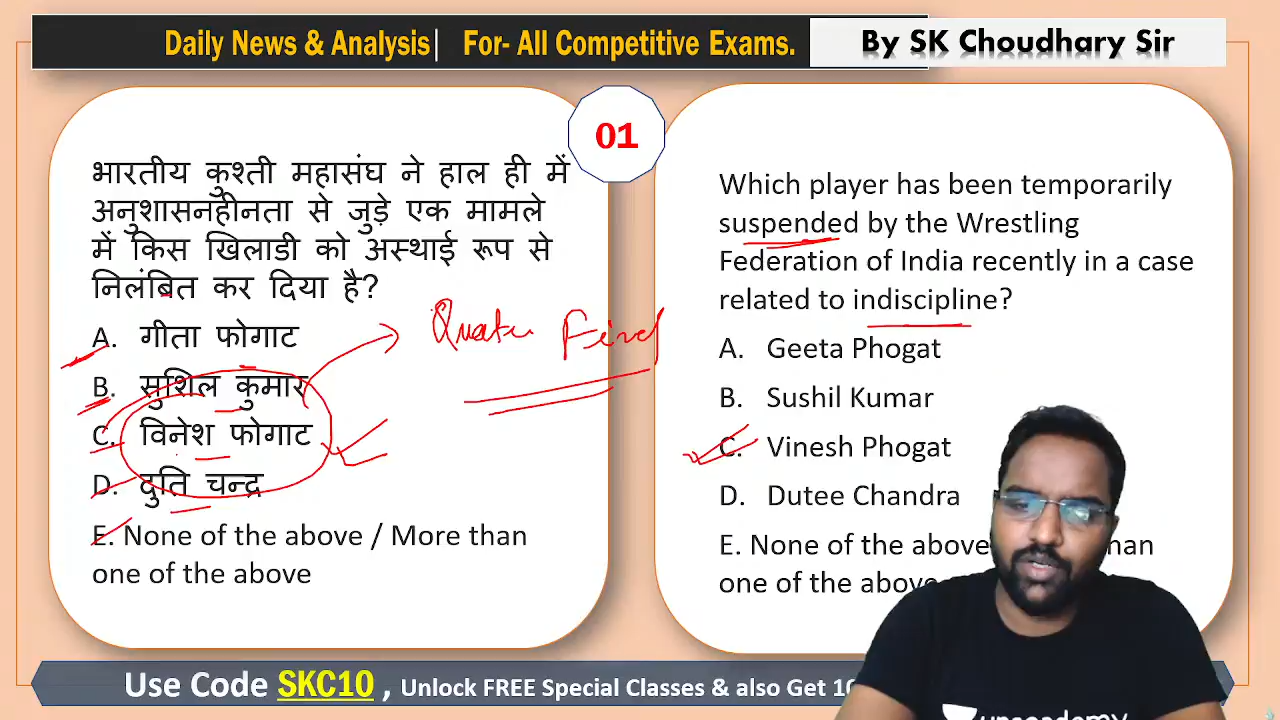 Daily News & Analysis| For- All Competitive Exams.
By SK Choudhary Sir
01
भारतीय कुश्ती महासंघ ने हाल ही में
अनुशासनहीनता से जुड़े एक मामले
में किस खिलाडी को अस्थाई रूप से
निलंबित कर दिया है?
A. गीता फोगाट
B. सुशिल कुमार
C. विनेश फोगाट
D. दुति चन्द्र
E. None of the above / More than
one of the above
Quater Final
Which player has been temporarily
suspended by the Wrestling
Federation of India recently in a case
related to indiscipline?
A. Geeta Phogat
B. Sushil Kumar
C. Vinesh Phogat
D. Dutee Chandra
E. None of the above
one of the
Use Code SKC10 , Unlock FREE Special Classes & also Get
unacademy